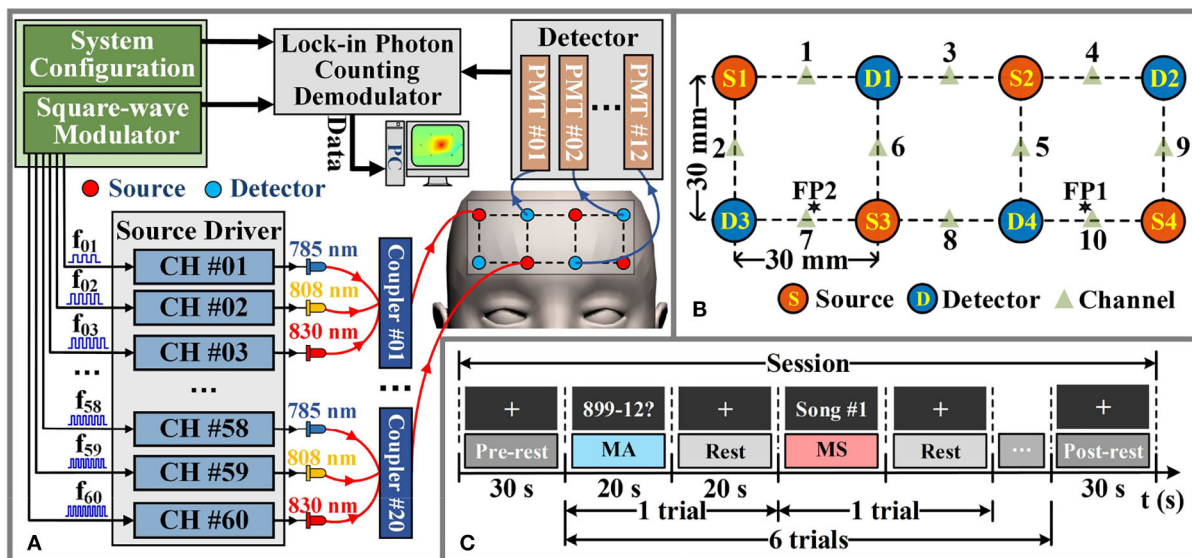 System
Configuration
Square-wave
Modulator
Lock-in Photon
Counting
Demodulator
Data
PC
Detector
PMT #01
PMT #02
...
PMT #12
Source
Detector
Source Driver
f01
CH #01
785 nm
f02
CH #02
808 nm
f03
CH #03
830 nm
Coupler #01
...
...
...
f58
CH #58
785 nm
f59
CH #59
808 nm
f60
CH #60
830 nm
Coupler #20
A
S1
1
D1
3
S2
4
D2
30 mm
2
6
5
9
FP2
FP1
D3
7
S3
8
D4
10
S4
30 mm
S Source
D Detector
Channel
B
Session
+
899-12?
+
Song #1
+
+
Pre-rest
MA
Rest
MS
Rest
...
Post-rest
30 s
20 s
20 s
30 s
t (s)
1 trial
1 trial
6 trials
C